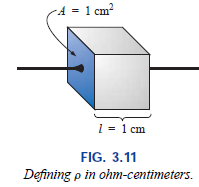 A = 1 cm²
l = 1 cm
FIG. 3.11
Defining ρ in ohm-centimeters.